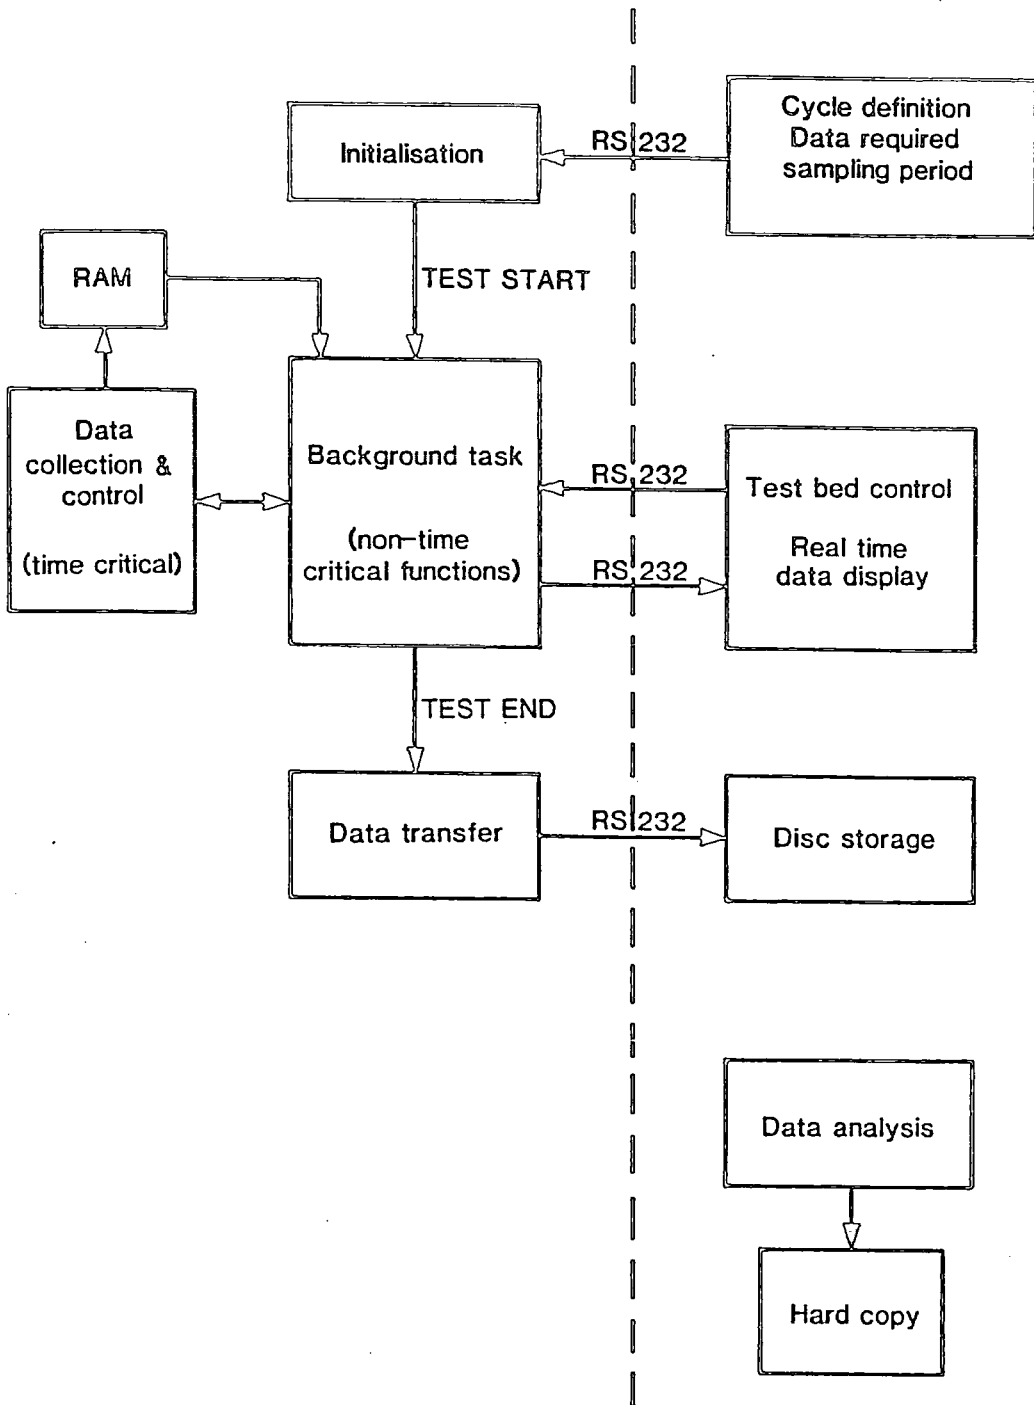 Cycle definition
Data required
sampling period
RS 232
Initialisation
TEST START
RAM
Data
collection &
control
(time critical)
Background task
(non-time
critical functions)
RS 232
RS 232
Test bed control
Real time
data display
TEST END
Data transfer
RS 232
Disc storage
Data analysis
Hard copy